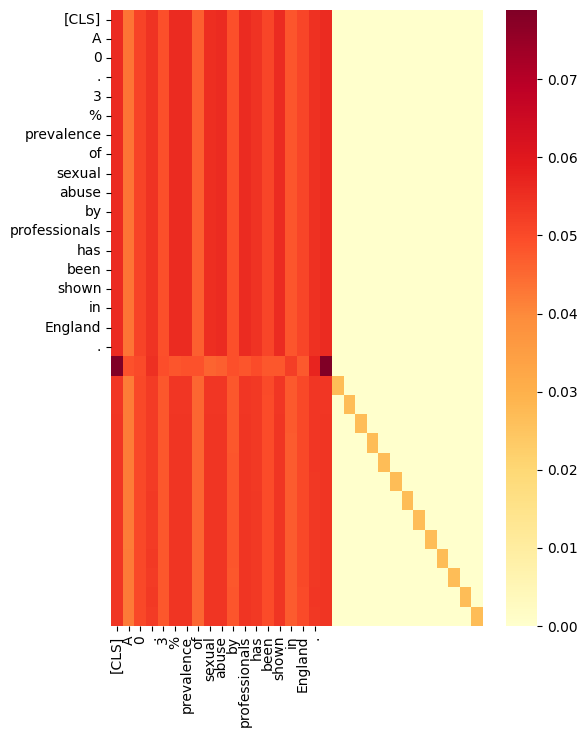 [CLS]
A
0
.
3
%
prevalence
of
sexual
abuse
by
professionals
has
been
shown
in
England
.
[CLS]
A
0
.
3
%
prevalence
of
sexual
abuse
by
professionals
has
been
shown
in
England
.
0.07
0.06
0.05
0.04
0.03
0.02
0.01
0.00